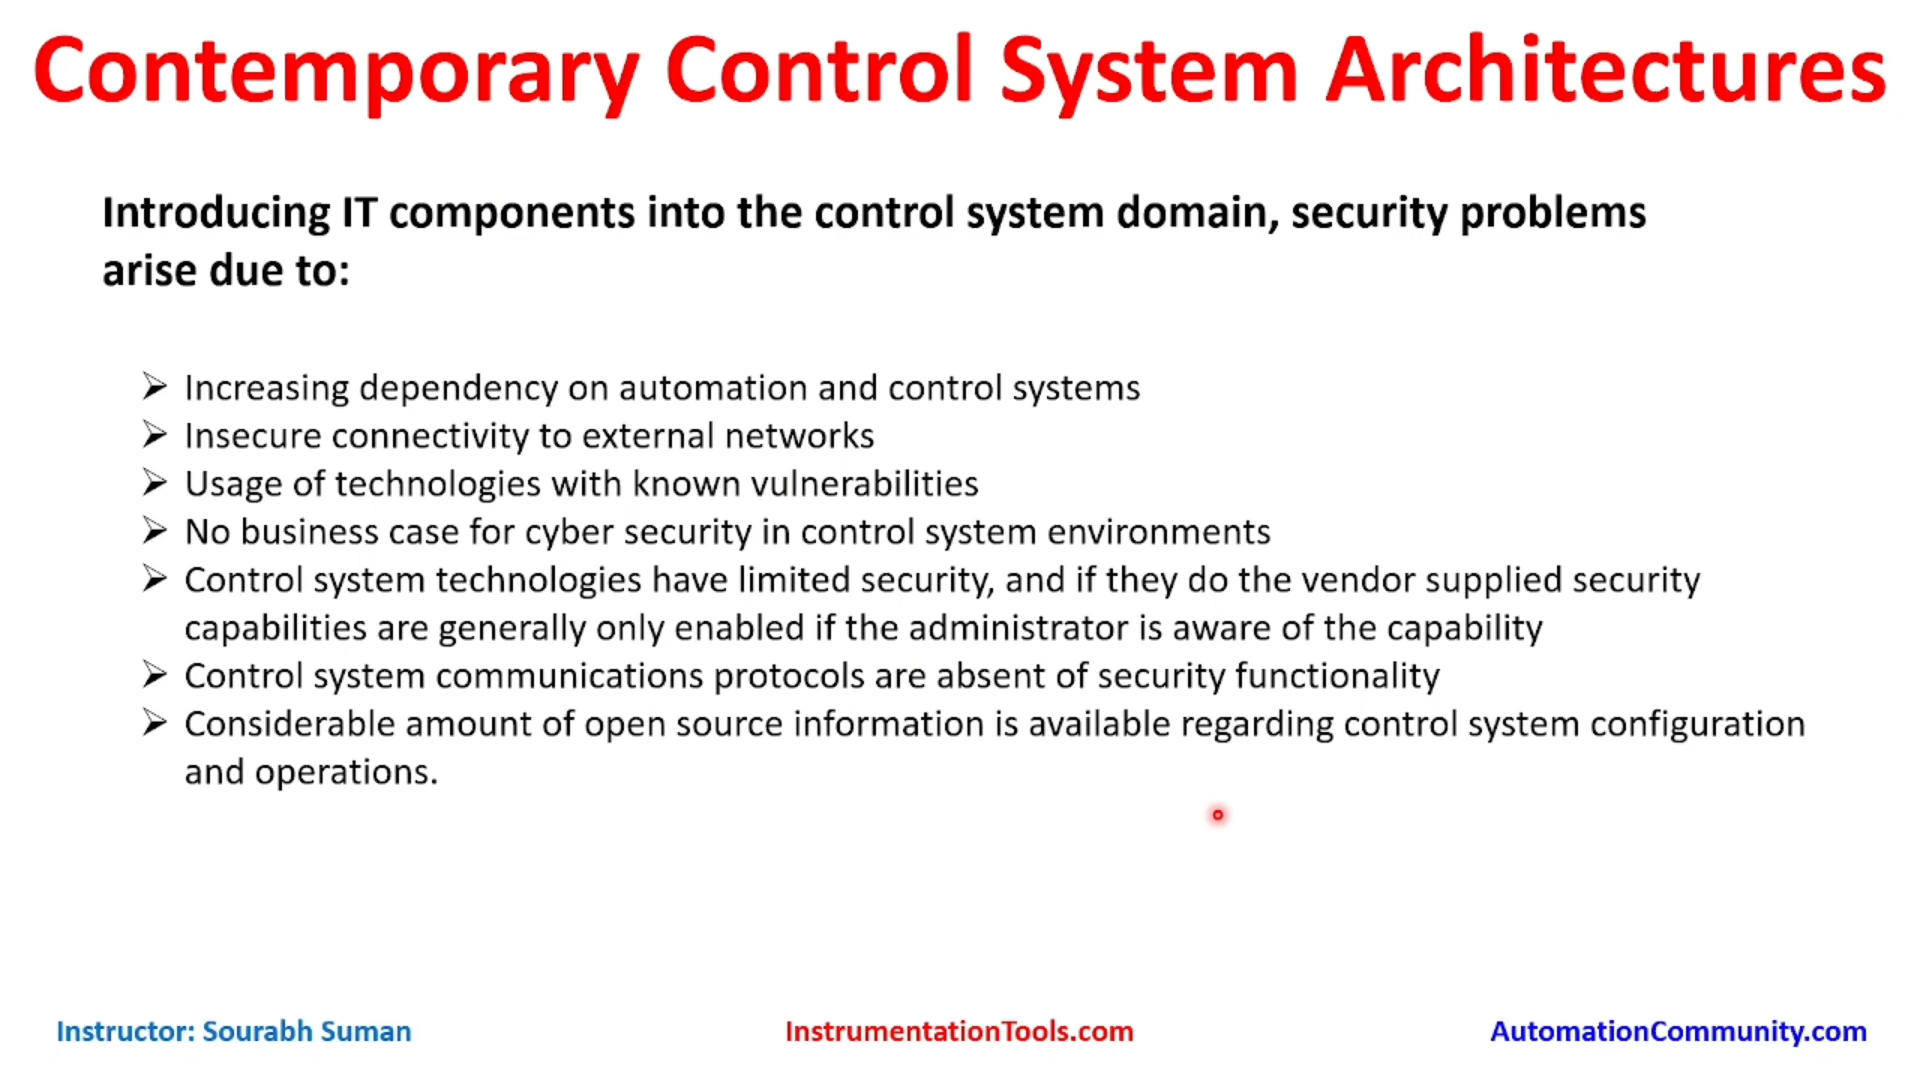 Contemporary Control System Architectures
Introducing IT components into the control system domain, security problems
arise due to:
➢ Increasing dependency on automation and control systems
➢ Insecure connectivity to external networks
➢ Usage of technologies with known vulnerabilities
➢ No business case for cyber security in control system environments
➢ Control system technologies have limited security, and if they do the vendor supplied security
capabilities are generally only enabled if the administrator is aware of the capability
➢ Control system communications protocols are absent of security functionality
➢ Considerable amount of open source information is available regarding control system configuration
and operations.
Instructor: Sourabh Suman
InstrumentationTools.com
AutomationCommunity.com